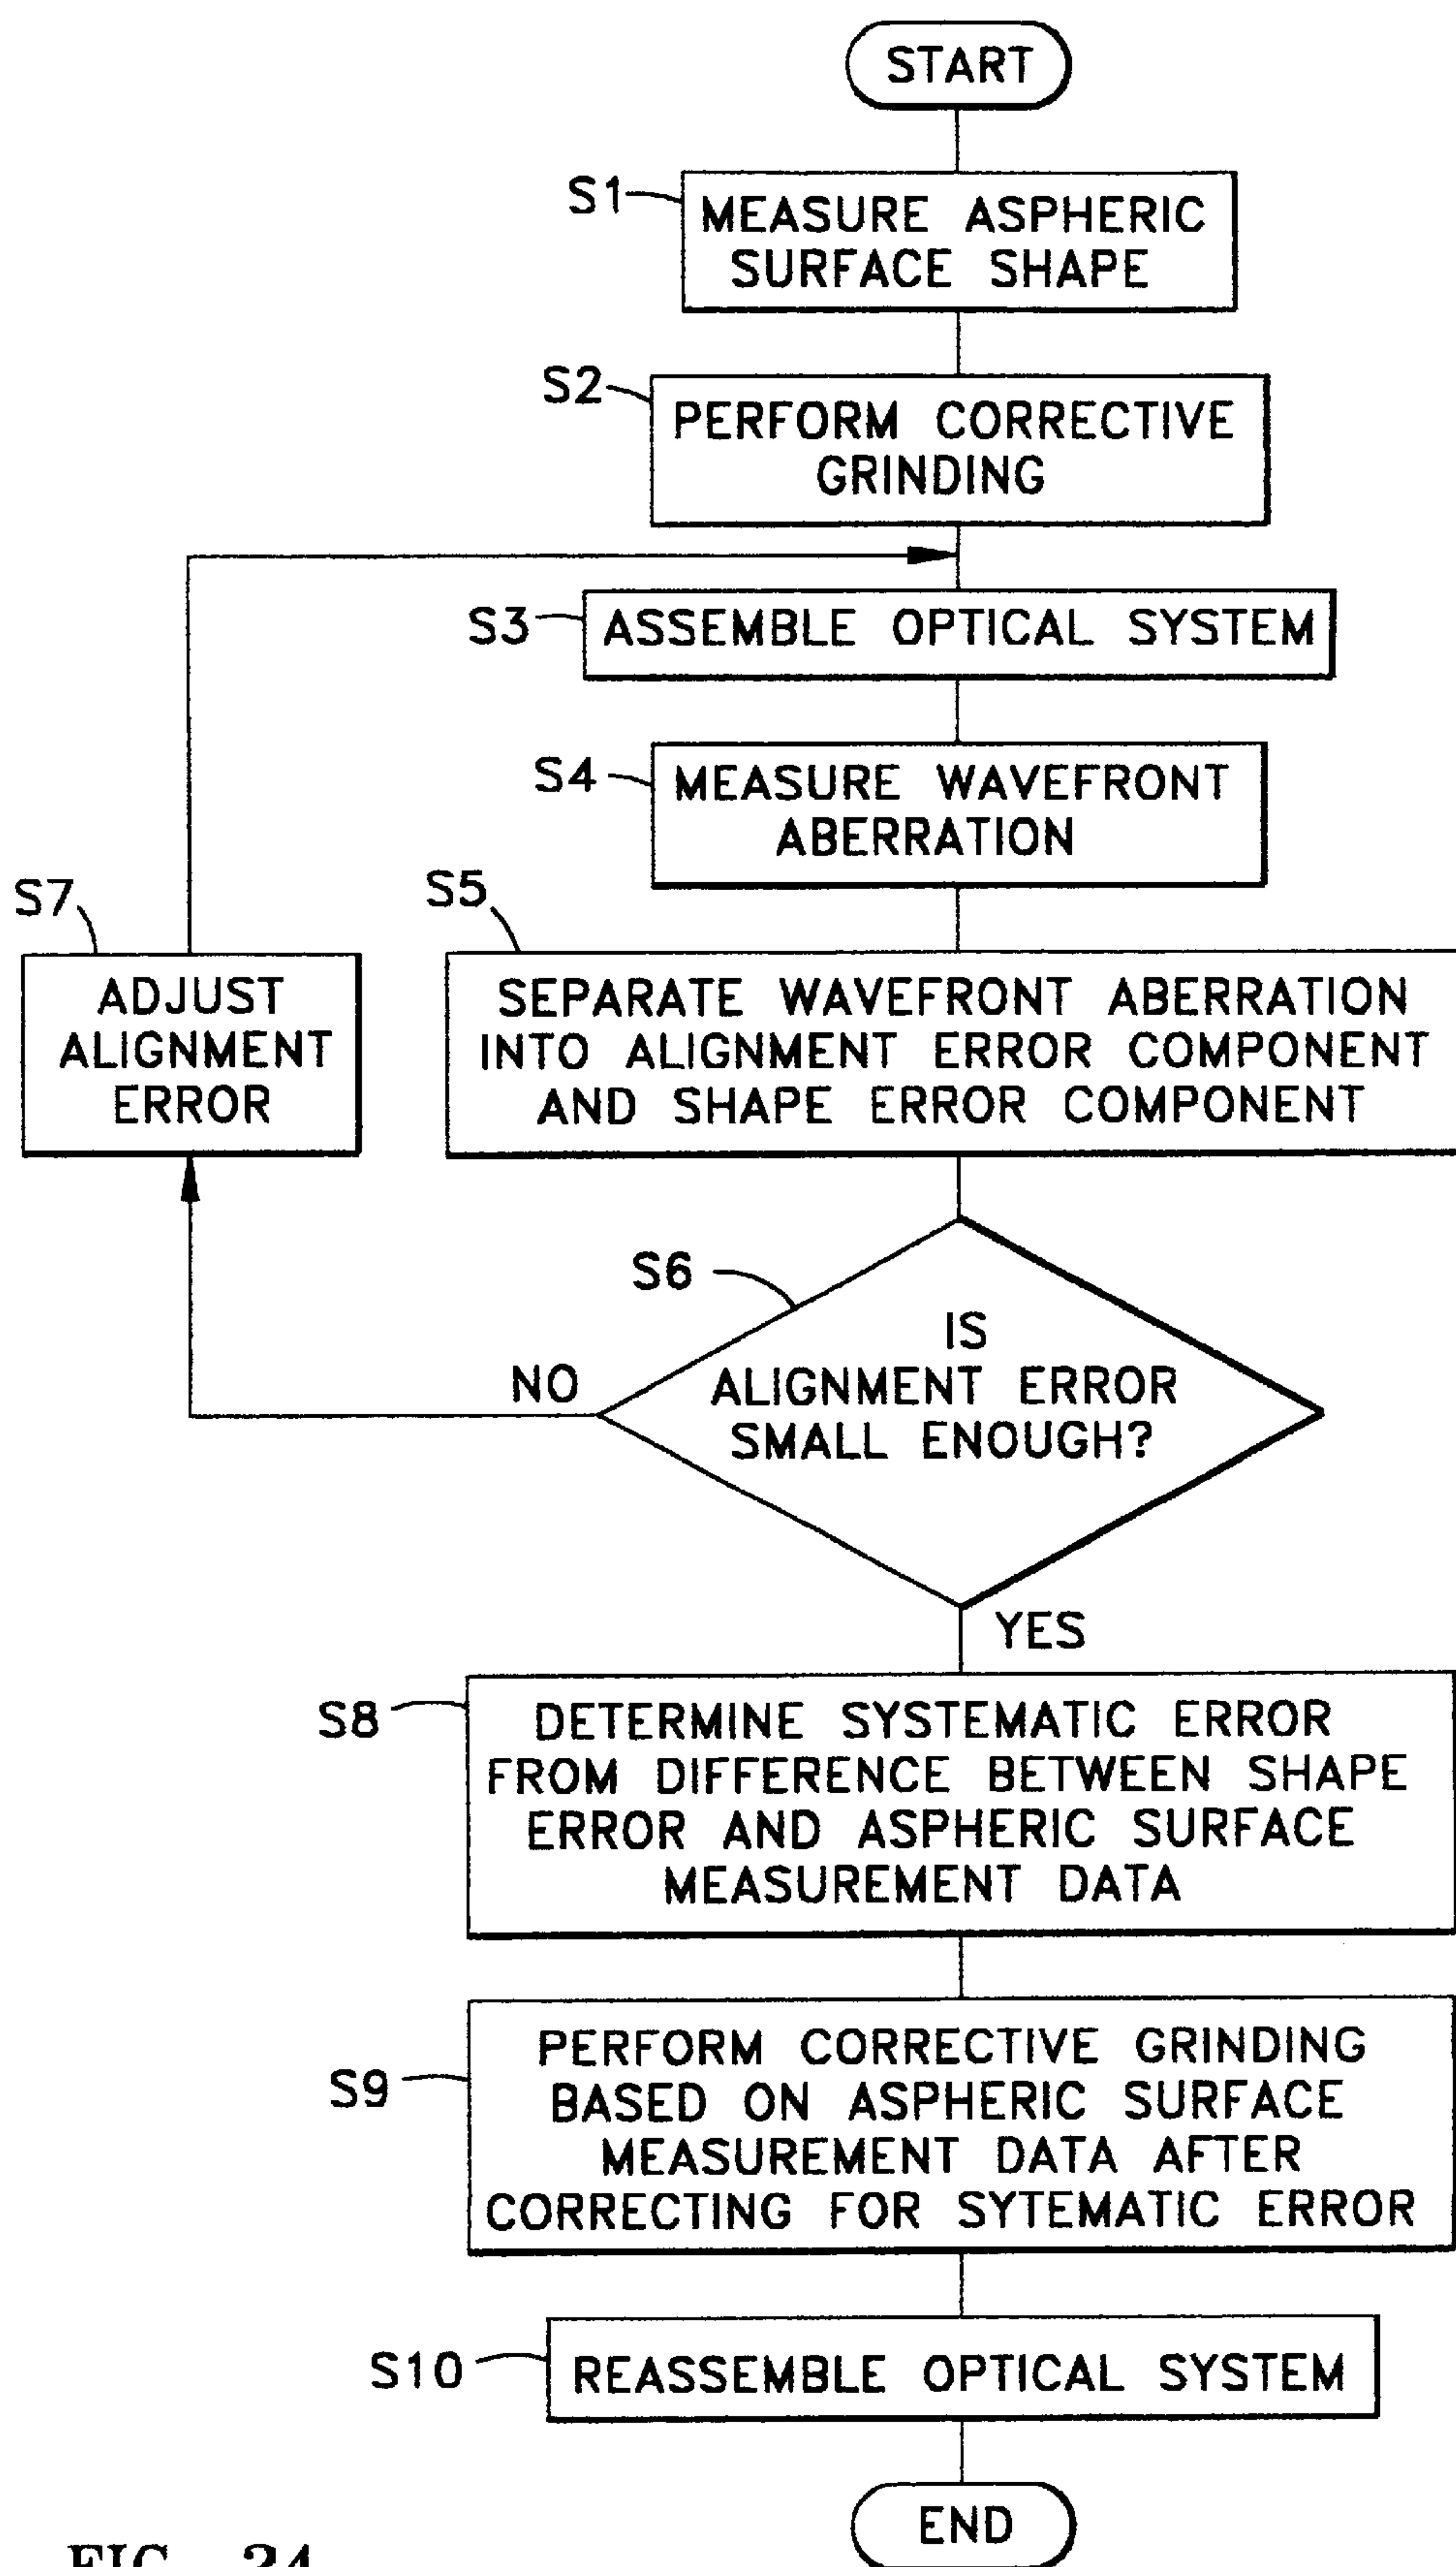 START
S1
MEASURE ASPHERIC
SURFACE SHAPE
S2
PERFORM CORRECTIVE
GRINDING
S3
ASSEMBLE OPTICAL SYSTEM
S4
MEASURE WAVEFRONT
ABERRATION
S5
SEPARATE WAVEFRONT ABERRATION
INTO ALIGNMENT ERROR COMPONENT
AND SHAPE ERROR COMPONENT
S7
ADJUST
ALIGNMENT
ERROR
S6
IS
ALIGNMENT ERROR
SMALL ENOUGH?
NO
YES
S8
DETERMINE SYSTEMATIC ERROR
FROM DIFFERENCE BETWEEN SHAPE
ERROR AND ASPHERIC SURFACE
MEASUREMENT DATA
S9
PERFORM CORRECTIVE GRINDING
BASED ON ASPHERIC SURFACE
MEASUREMENT DATA AFTER
CORRECTING FOR SYTEMATIC ERROR
S10
REASSEMBLE OPTICAL SYSTEM
END
FIG. 24